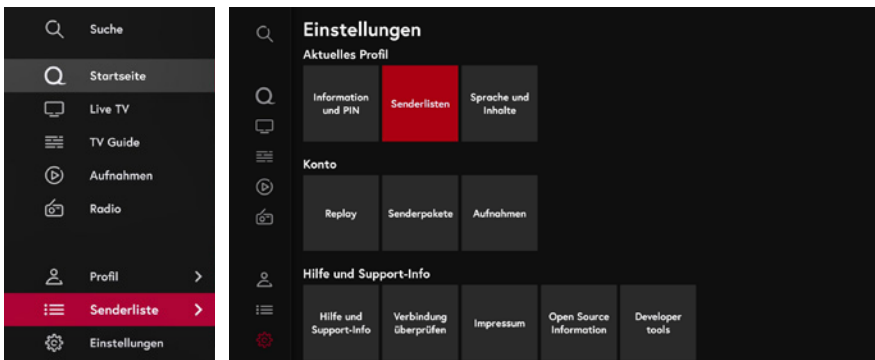 Suche
Startseite
Live TV
TV Guide
Aufnahmen
Radio
Profil
Senderliste
Einstellungen
Einstellungen
Aktuelles Profil
Information
und PIN
Senderlisten
Sprache und
Inhalte
Konto
Replay
Senderpakete
Aufnahmen
Hilfe und Support-Info
Hilfe und
Support-Info
Verbindung
überprüfen
Impressum
Open Source
Information
Developer
tools